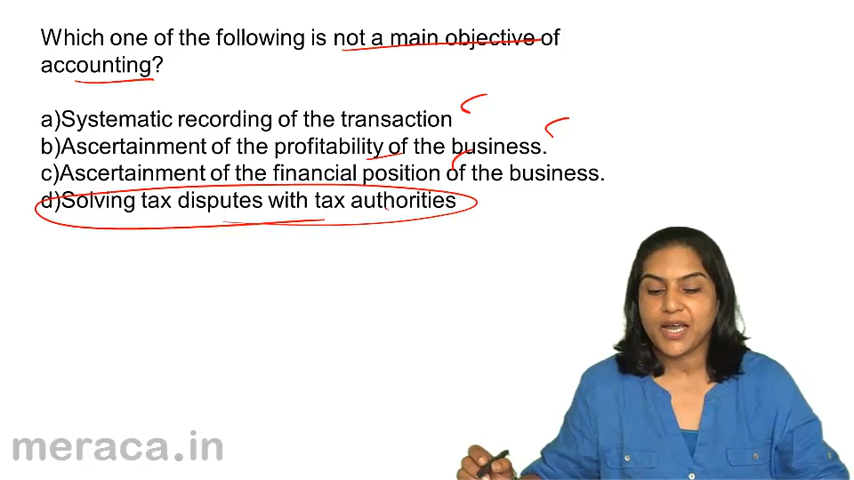 Which one of the following is not a main objective of
accounting?
a)Systematic recording of the transaction
b)Ascertainment of the profitability of the business.
c)Ascertainment of the financial position of the business.
d)Solving tax disputes with tax authorities
meraca.in